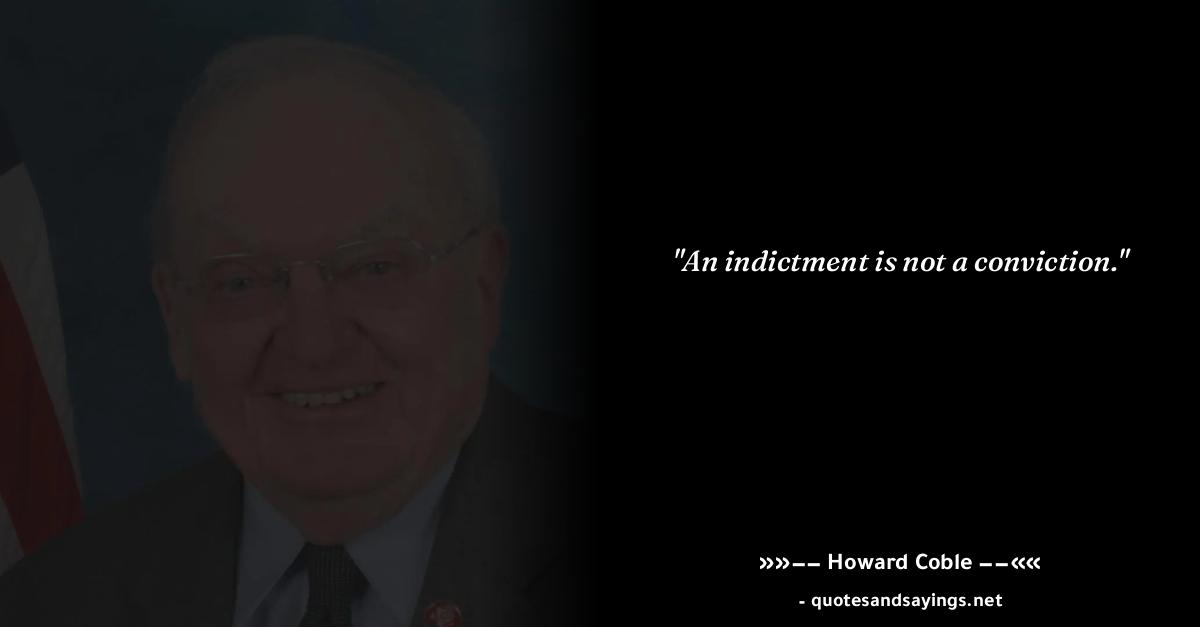 "An indictment is not a conviction."
»»–– Howard Coble ––««
- quotesandsayings.net